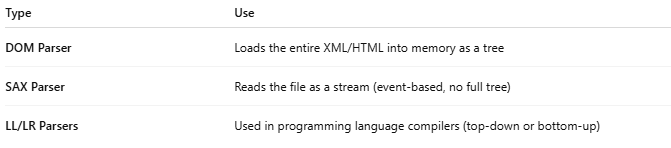 Type Use
DOM Parser Loads the entire XML/HTML into memory as a tree
SAX Parser Reads the file as a stream (event-based, no full tree)
LL/LR Parsers Used in programming language compilers (top-down or bottom-up)